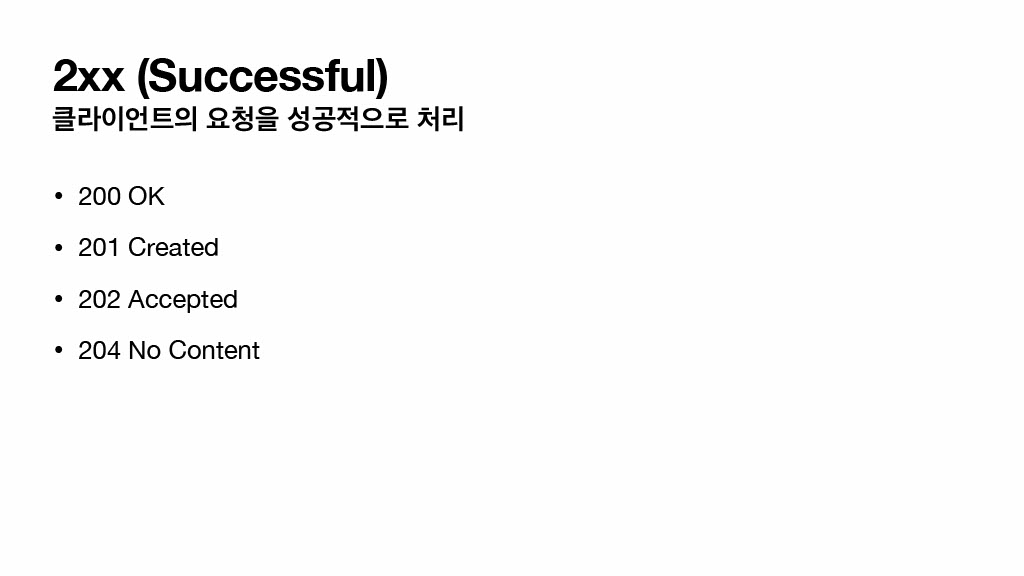 2xx (Successful)
클라이언트의 요청을 성공적으로 처리
• 200 OK
• 201 Created
• 202 Accepted
• 204 No Content